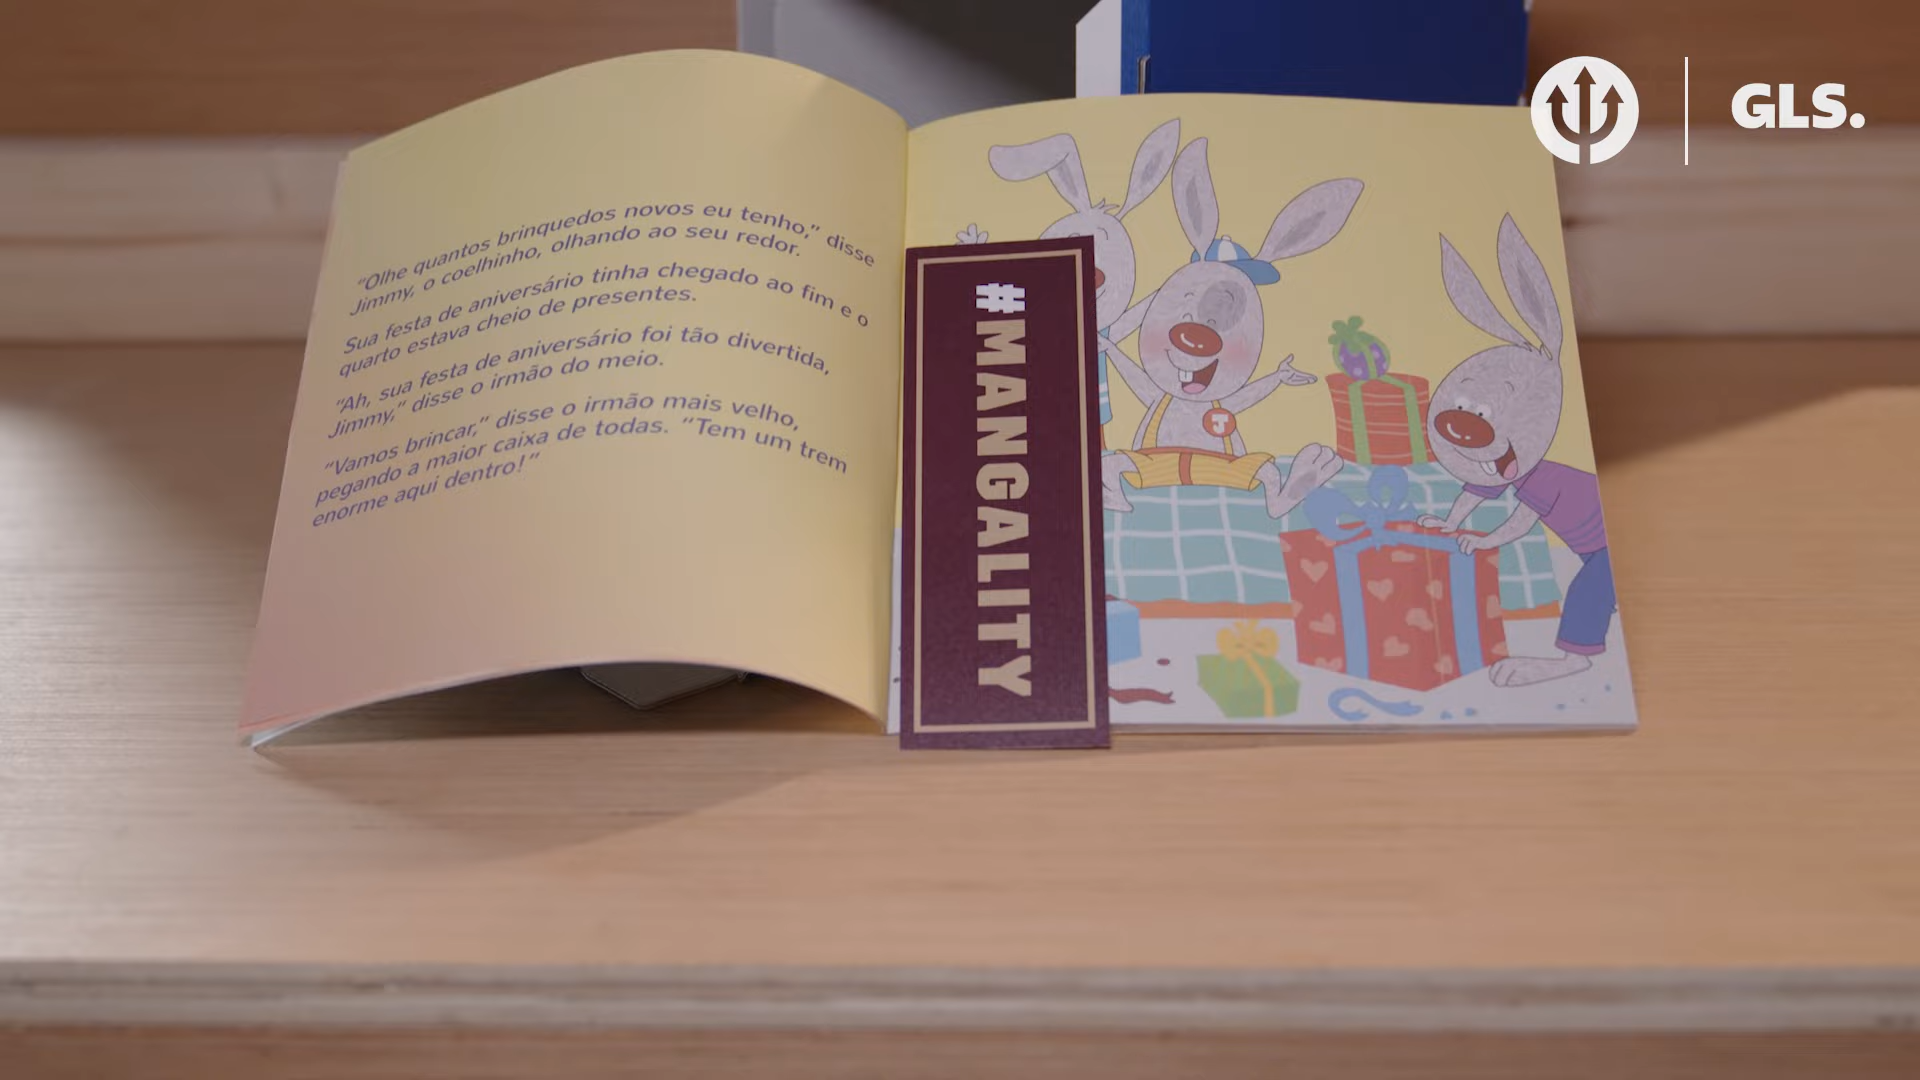 “Olhe quantos brinquedos novos eu tenho,” disse
Jimmy, o coelhinho, olhando ao seu redor.
Sua festa de aniversário tinha chegado ao fim e o
quarto estava cheio de presentes.
“Ah, sua festa de aniversário foi tão divertida,
Jimmy,” disse o irmão do meio.
“Vamos brincar,” disse o irmão mais velho,
pegando a maior caixa de todas. “Tem um trem
enorme aqui dentro!”
#MANGALITY
GLS.